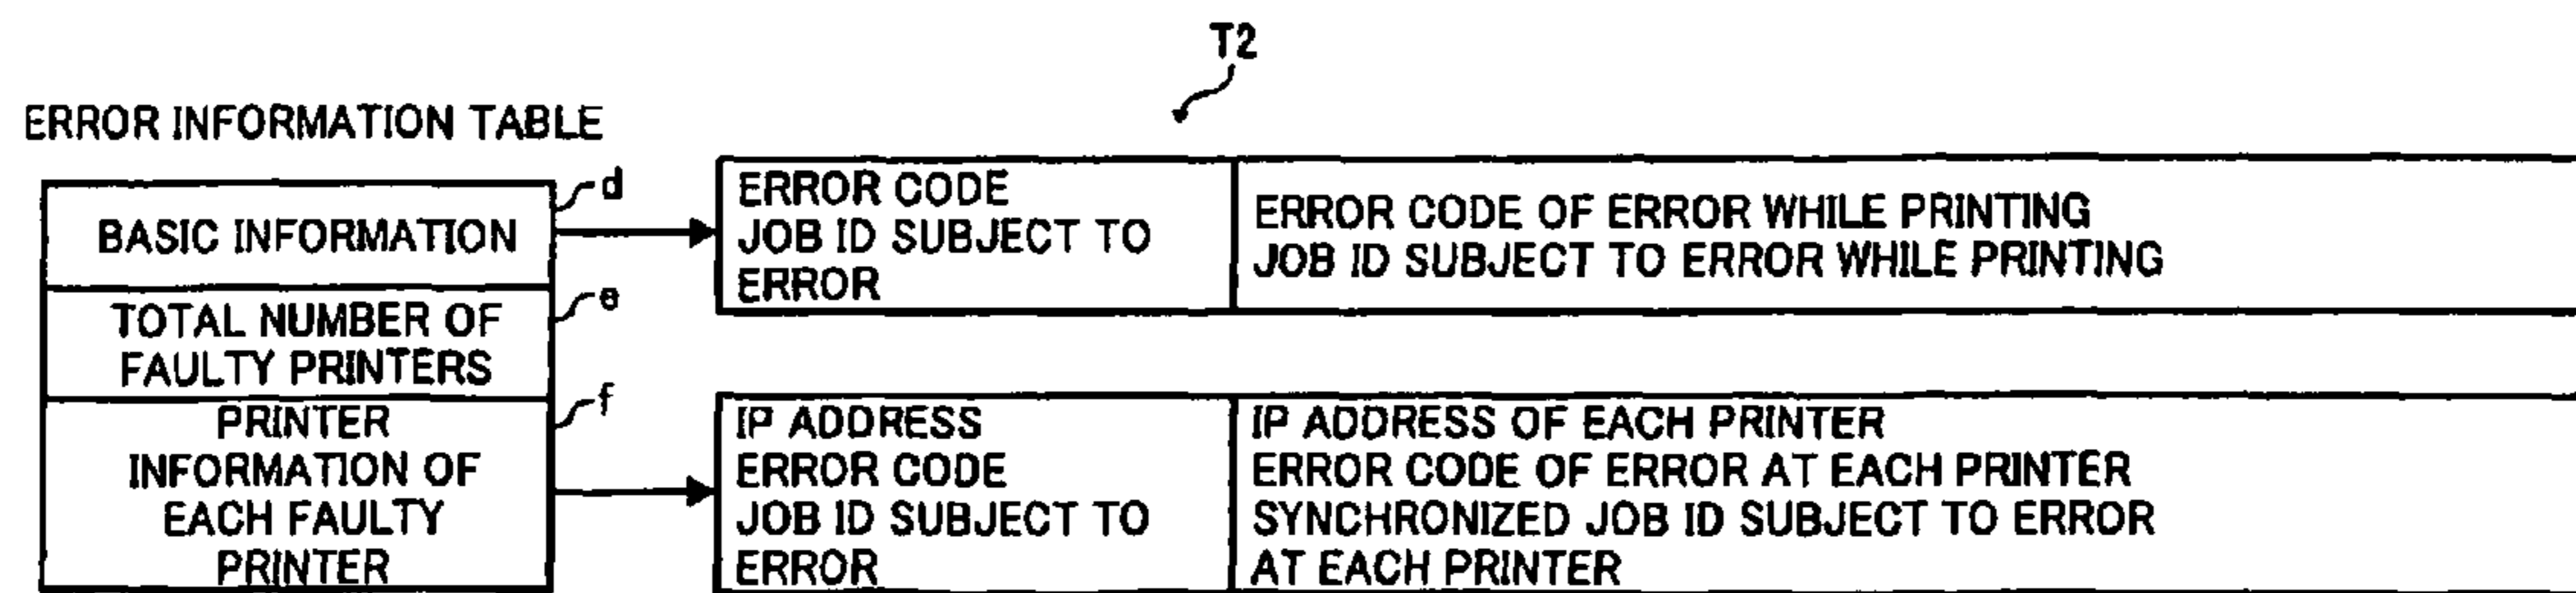 T2
ERROR INFORMATION TABLE
BASIC INFORMATION
d
TOTAL NUMBER OF
FAULTY PRINTERS
e
PRINTER
INFORMATION OF
EACH FAULTY
PRINTER
f
ERROR CODE
JOB ID SUBJECT TO
ERROR
ERROR CODE OF ERROR WHILE PRINTING
JOB ID SUBJECT TO ERROR WHILE PRINTING
IP ADDRESS
ERROR CODE
JOB ID SUBJECT TO
ERROR
IP ADDRESS OF EACH PRINTER
ERROR CODE OF ERROR AT EACH PRINTER
SYNCHRONIZED JOB ID SUBJECT TO ERROR
AT EACH PRINTER